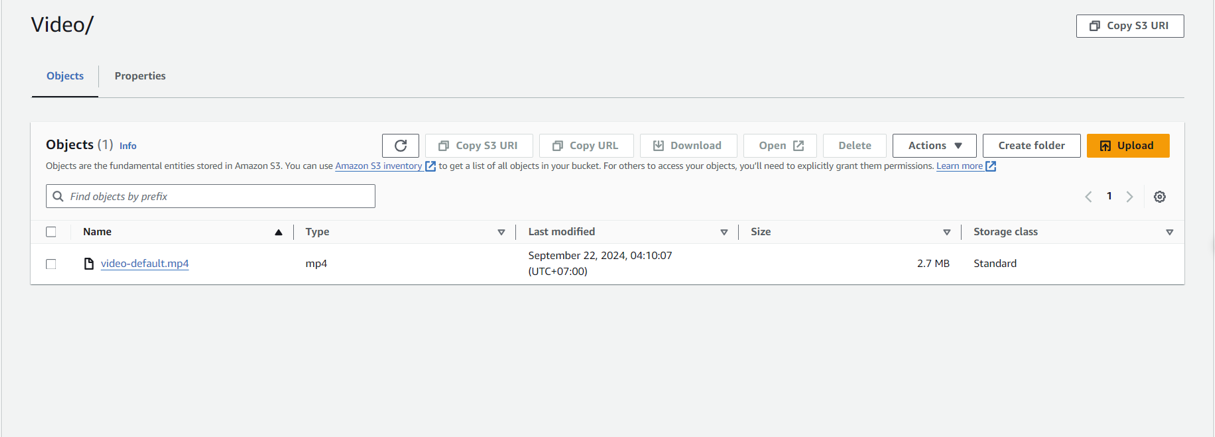 Video/
Copy S3 URI
Objects
Properties
Objects (1) Info
Copy S3 URI
Copy URL
Download
Open
Delete
Actions
Create folder
Upload
Objects are the fundamental entities stored in Amazon S3. You can use Amazon S3 inventory to get a list of all objects in your bucket. For others to access your objects, you'll need to explicitly grant them permissions. Learn more
Find objects by prefix
1
Name
Type
Last modified
Size
Storage class
video-default.mp4
mp4
September 22, 2024, 04:10:07
(UTC+07:00)
2.7 MB
Standard